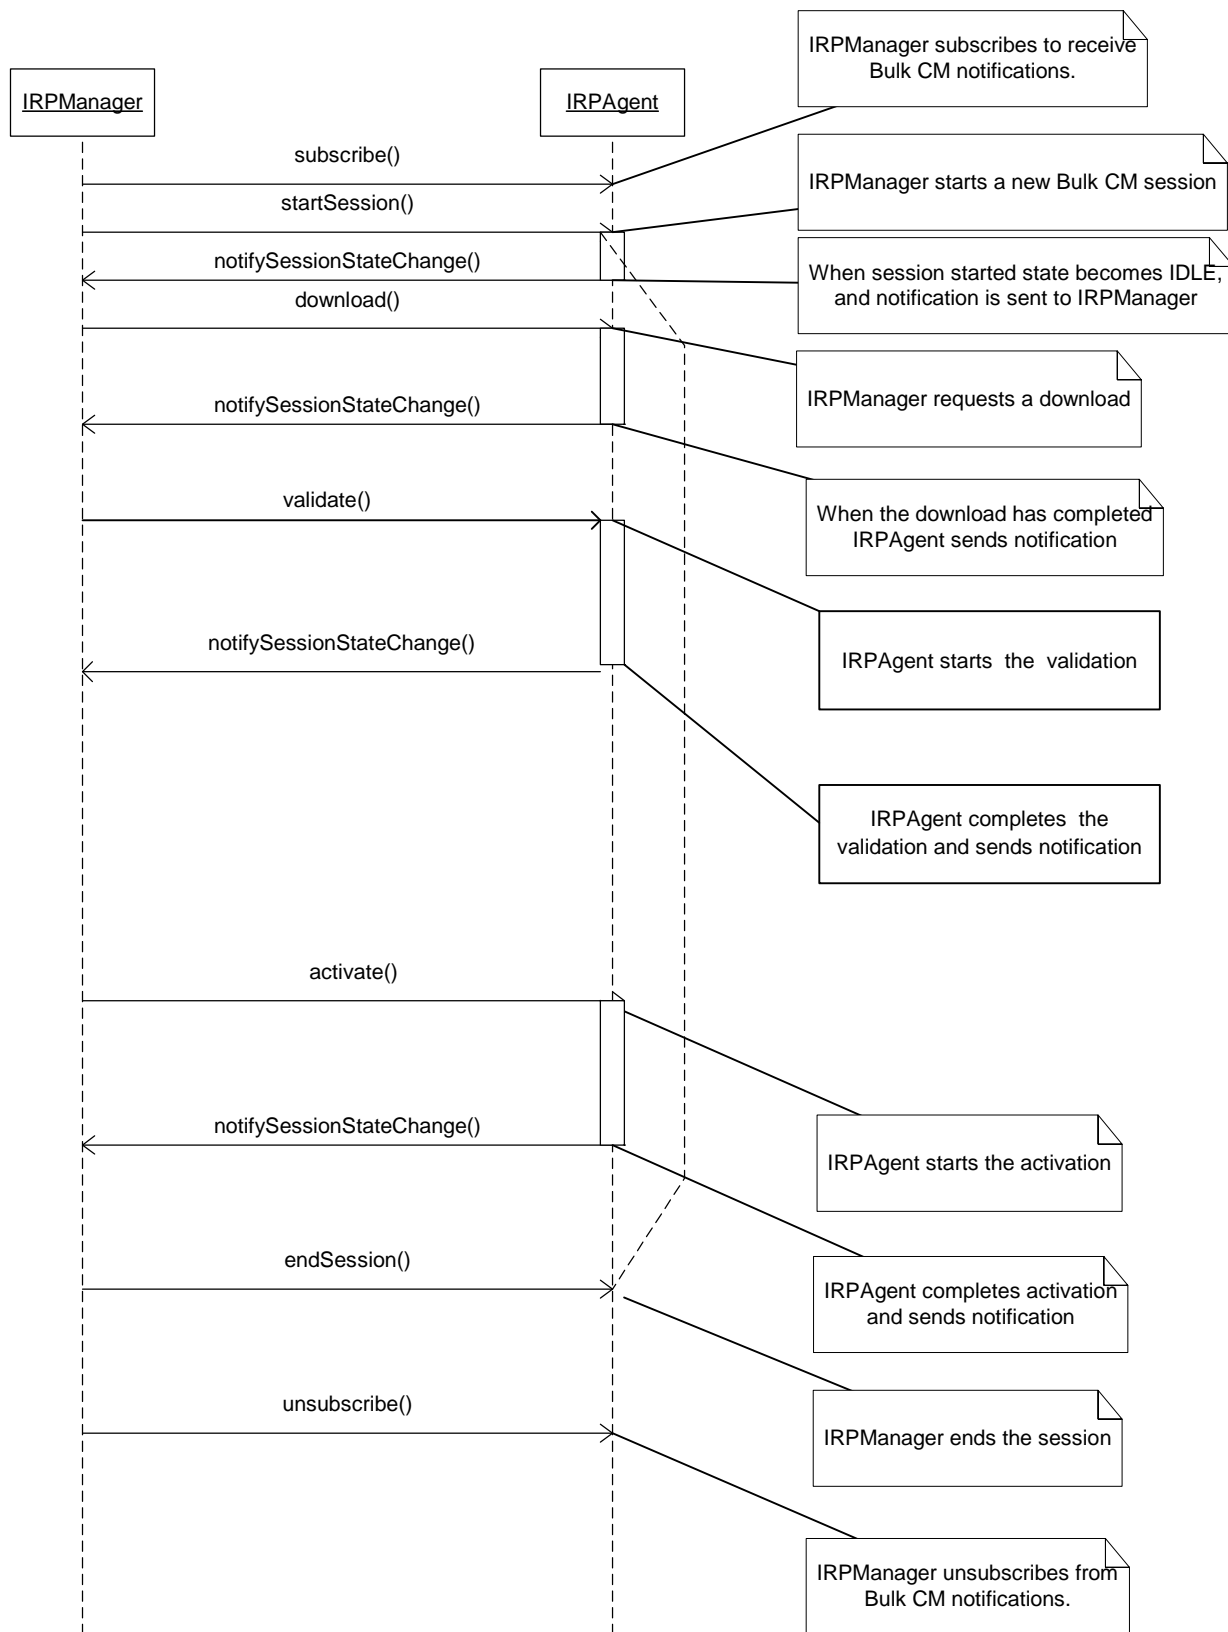 IRPManager subscribes to receive
Bulk CM notifications.
IRPManager
IRPAgent
subscribe()
IRPManager starts a new Bulk CM session
startSession()
notifySessionStateChange()
When session started state becomes IDLE,
and notification is sent to IRPManager
download()
IRPManager requests a download
notifySessionStateChange()
validate()
When the download has completed
IRPAgent sends notification
notifySessionStateChange()
IRPAgent starts the validation
IRPAgent completes the
validation and sends notification
activate()
notifySessionStateChange()
IRPAgent starts the activation
endSession()
IRPAgent completes activation
and sends notification
unsubscribe()
IRPManager ends the session
IRPManager unsubscribes from
Bulk CM notifications.